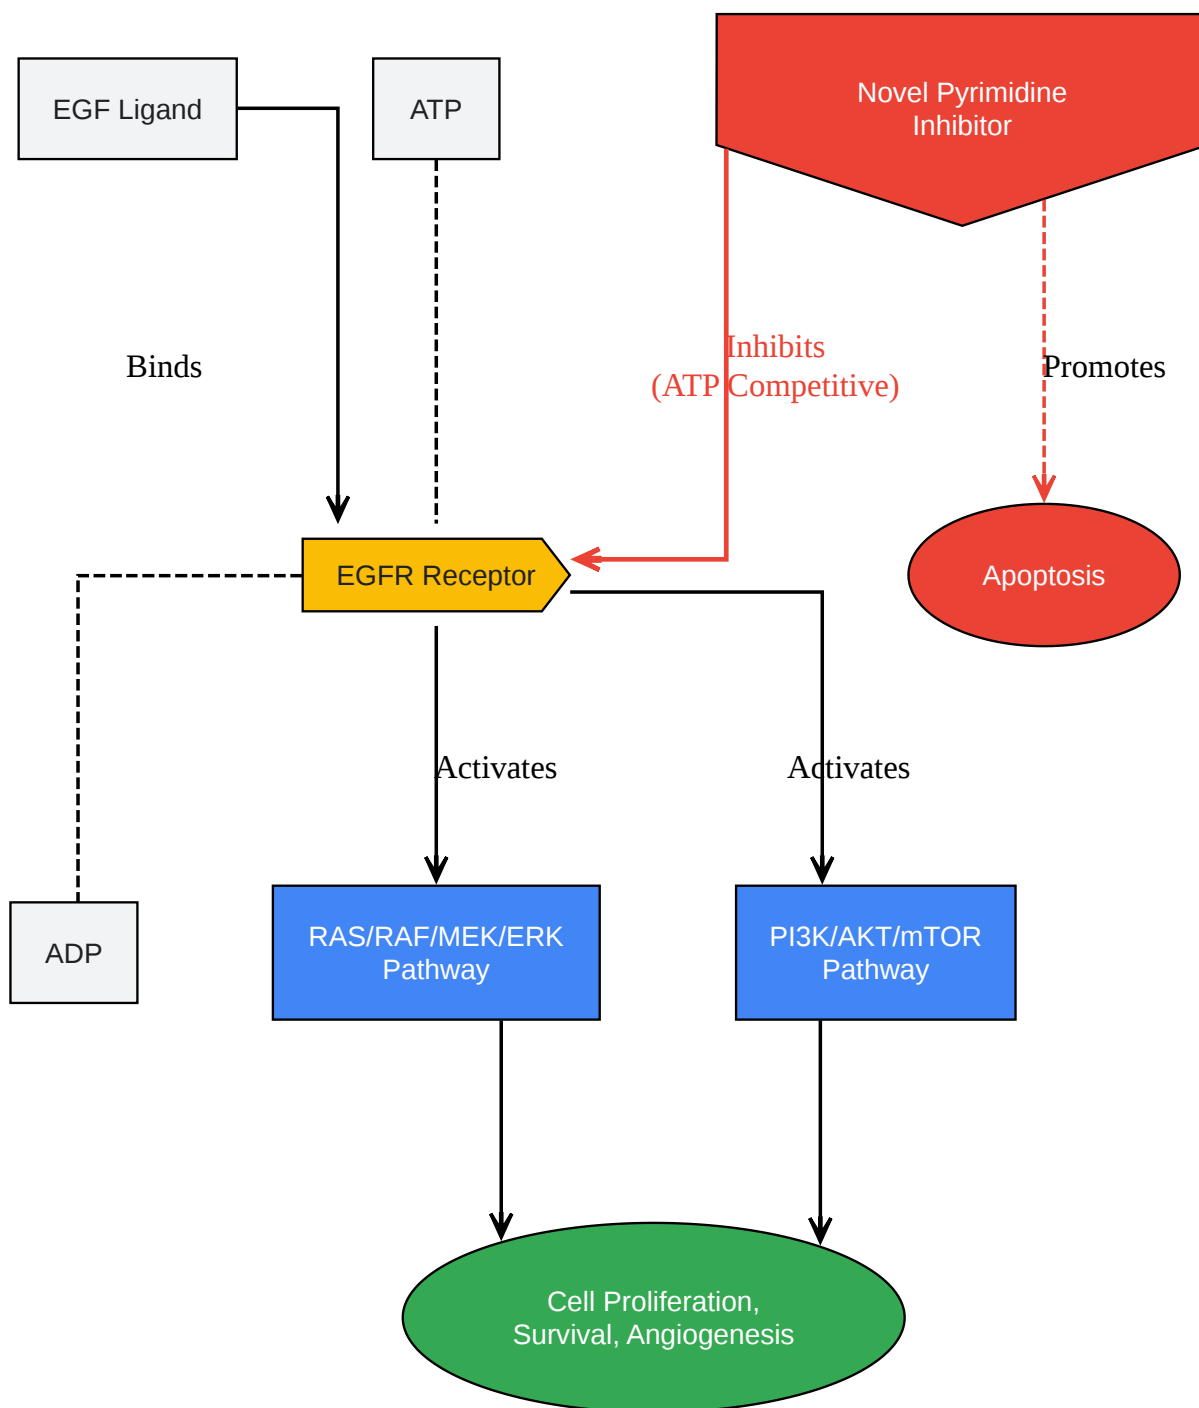 EGF Ligand
ATP
Novel Pyrimidine
Inhibitor
Binds
Inhibits
(ATP Competitive)
Promotes
EGFR Receptor
Apoptosis
Activates
Activates
ADP
RAS/RAF/MEK/ERK
Pathway
PI3K/AKT/mTOR
Pathway
Cell Proliferation,
Survival, Angiogenesis